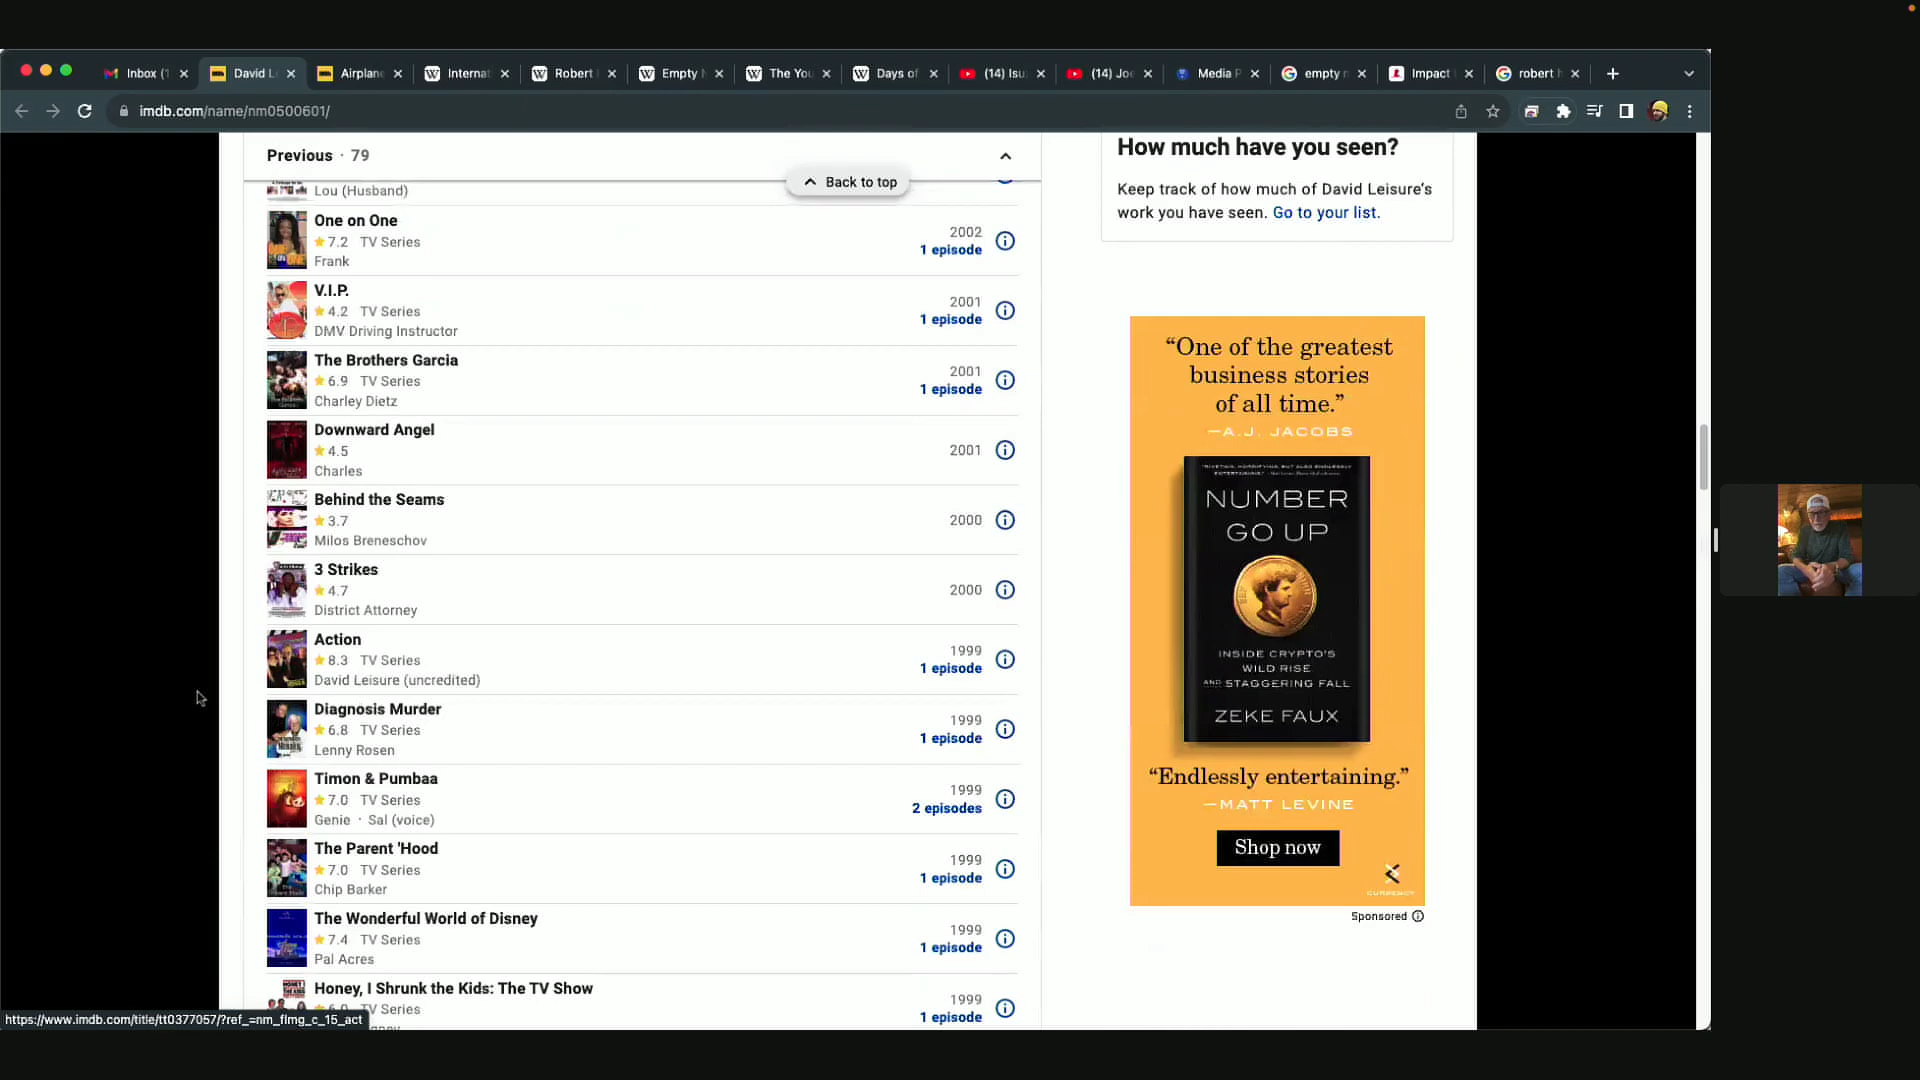 Inbox (1
David L
Airplane
Internat
Robert
Empty N
The You
Days of
(14) Isu
(14) Joe
Media P
empty n
Impact
robert h
imdb.com/name/nm0500601/
Previous · 79
Back to top
Lou (Husband)
One on One
7.2 TV Series
Frank
2002
1 episode
V.I.P.
4.2 TV Series
DMV Driving Instructor
2001
1 episode
The Brothers Garcia
6.9 TV Series
Charley Dietz
2001
1 episode
Downward Angel
4.5
Charles
2001
Behind the Seams
3.7
Milos Breneschov
2000
3 Strikes
4.7
District Attorney
2000
Action
8.3 TV Series
David Leisure (uncredited)
1999
1 episode
Diagnosis Murder
6.8 TV Series
Lenny Rosen
1999
1 episode
Timon & Pumbaa
7.0 TV Series
Genie · Sal (voice)
1999
2 episodes
The Parent 'Hood
7.0 TV Series
Chip Barker
1999
1 episode
The Wonderful World of Disney
7.4 TV Series
Pal Acres
1999
1 episode
Honey, I Shrunk the Kids: The TV Show
TV Series
1999
1 episode
https://www.imdb.com/title/tt0377057/?ref_=nm_flmg_c_15_act
How much have you seen?
Keep track of how much of David Leisure's
work you have seen. Go to your list.
“One of the greatest
business stories
of all time.”
—A.J. JACOBS
NUMBER
GO UP
INSIDE CRYPTO'S
WILD RISE
AND STAGGERING FALL
ZEKE FAUX
“Endlessly entertaining.”
—MATT LEVINE
Shop now
CURRENCY
Sponsored